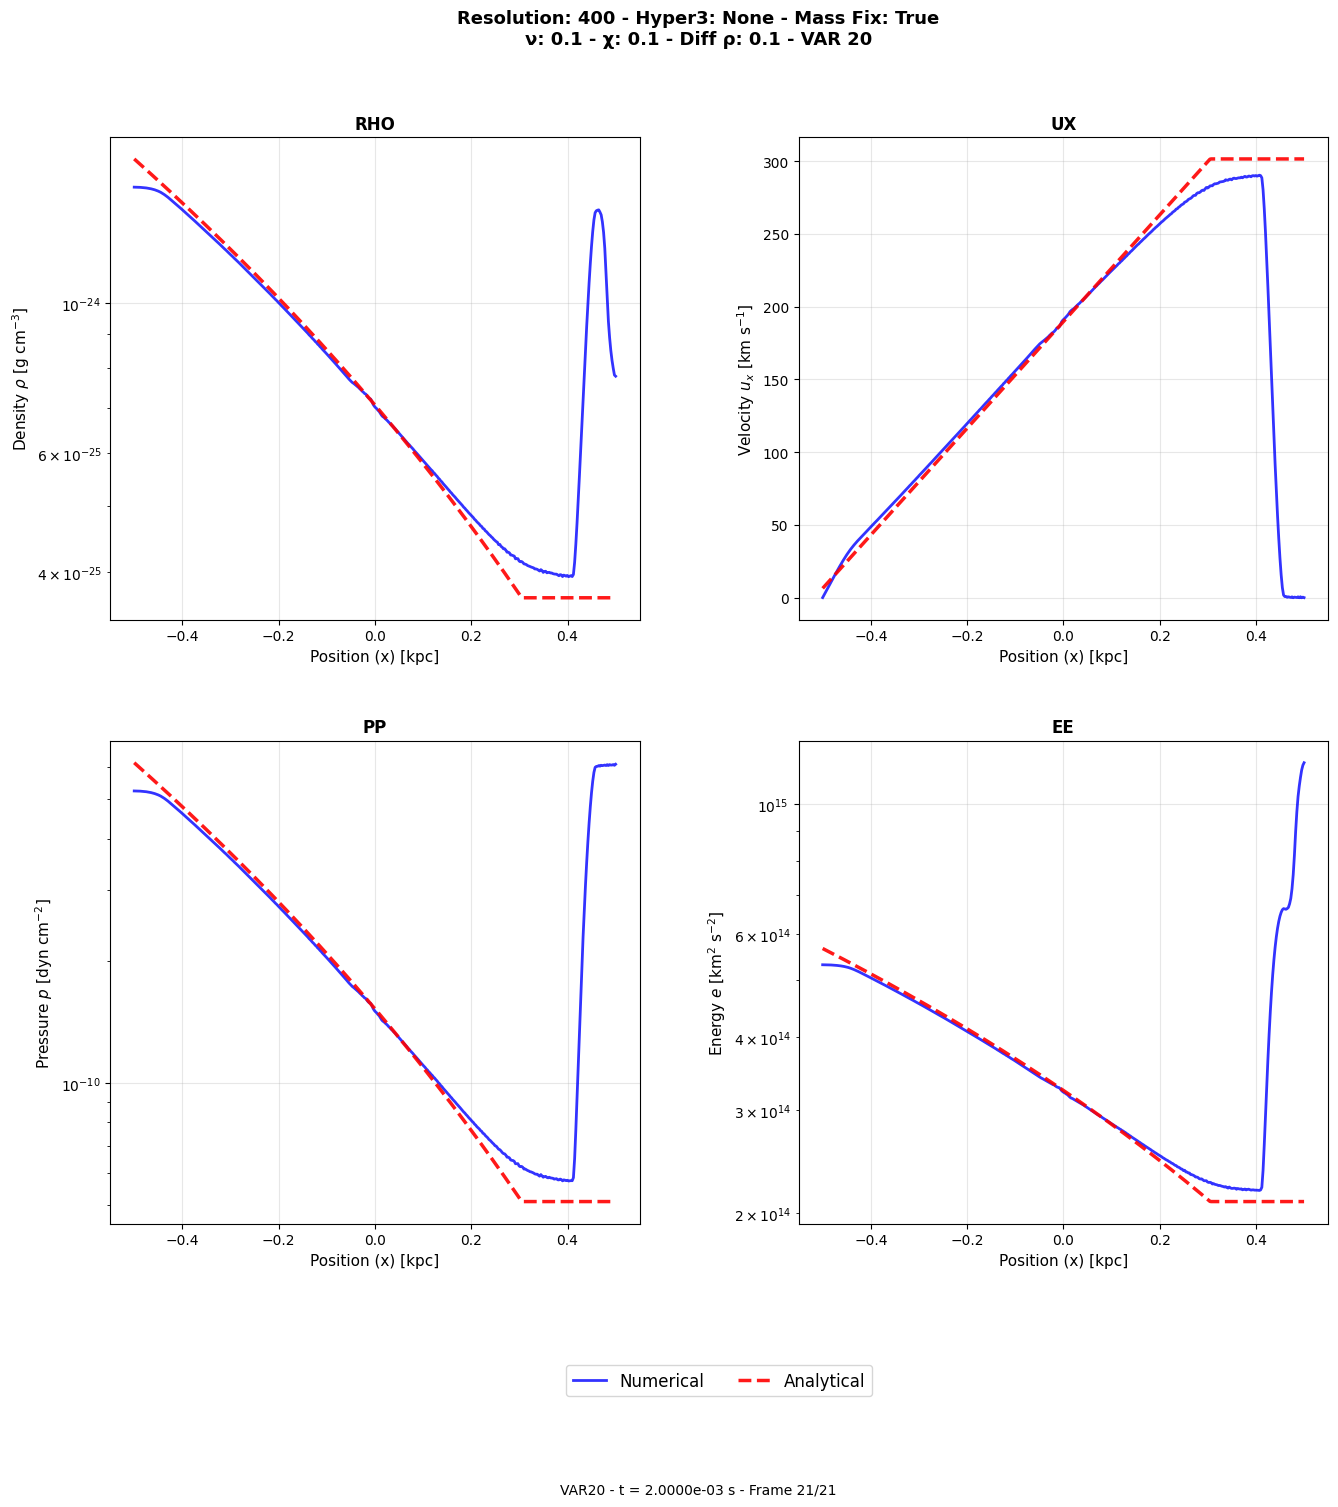 Resolution: 400 - Hyper3: None - Mass Fix: True
ν: 0.1 - χ: 0.1 - Diff ρ: 0.1 - VAR 20
RHO
Density ρ [g cm⁻³]
10⁻²⁴
6 × 10⁻²⁵
4 × 10⁻²⁵
−0.4 −0.2 0.0 0.2 0.4
Position (x) [kpc]
UX
Velocity uₓ [km s⁻¹]
300
250
200
150
100
50
0
−0.4 −0.2 0.0 0.2 0.4
Position (x) [kpc]
PP
Pressure p [dyn cm⁻²]
10⁻¹⁰
−0.4 −0.2 0.0 0.2 0.4
Position (x) [kpc]
EE
Energy e [km² s⁻²]
10¹⁵
6 × 10¹⁴
4 × 10¹⁴
3 × 10¹⁴
2 × 10¹⁴
−0.4 −0.2 0.0 0.2 0.4
Position (x) [kpc]
Numerical Analytical
VAR20 - t = 2.0000e-03 s - Frame 21/21